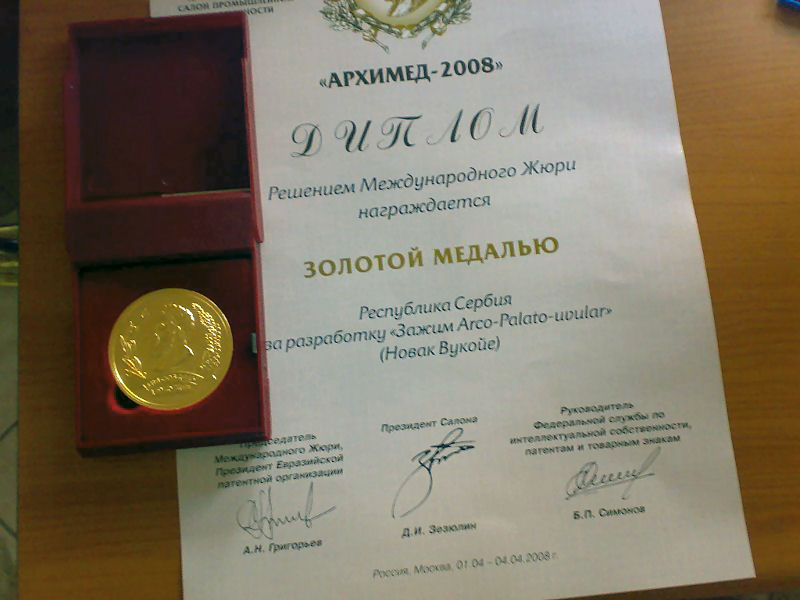 САЛОН ПРОМЫШЛЕННОЙ
«АРХИМЕД-2008»
ДИПЛОМ
Решением Международного Жюри
награждается
ЗОЛОТОЙ МЕДАЛЬЮ
Республика Сербия
за разработку «Зажим Arco-Palato-uvular»
(Новак Вукойе)
Председатель
Международного Жюри,
Президент Евразийской
патентной организации
А.Н. Григорьев
Президент Салона
Д.И. Зезюлин
Руководитель
Федеральной службы по
интеллектуальной собственности,
патентам и товарным знакам
Б.П. Симонов
Россия, Москва, 01.04 – 04.04.2008 г.